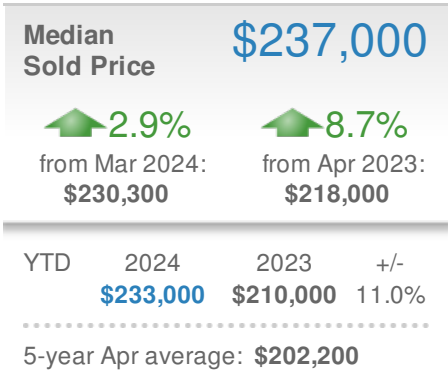 Median Sold Price $237,000
2.9% 8.7%
from Mar 2024: from Apr 2023:
$230,300 $218,000
YTD 2024 2023 +/-
$233,000 $210,000 11.0%
5-year Apr average: $202,200